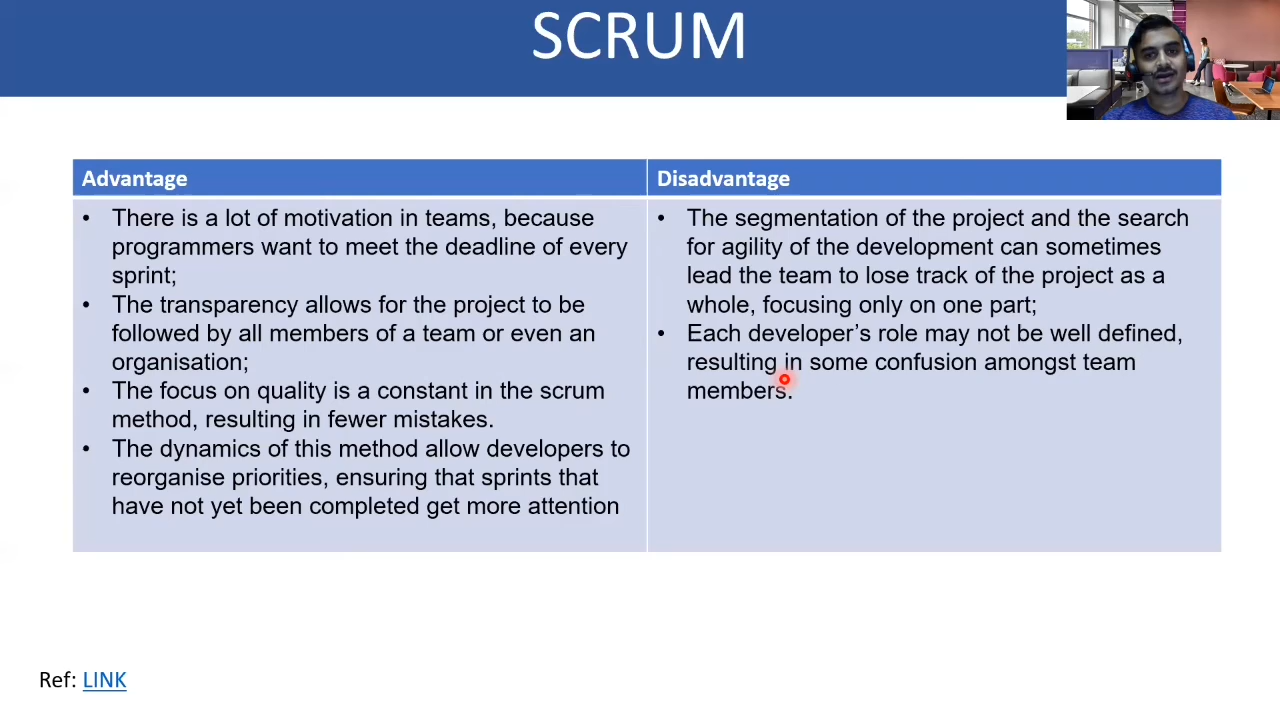 SCRUM
Advantage
• There is a lot of motivation in teams, because
programmers want to meet the deadline of every
sprint;
• The transparency allows for the project to be
followed by all members of a team or even an
organisation;
• The focus on quality is a constant in the scrum
method, resulting in fewer mistakes.
• The dynamics of this method allow developers to
reorganise priorities, ensuring that sprints that
have not yet been completed get more attention
Disadvantage
• The segmentation of the project and the search
for agility of the development can sometimes
lead the team to lose track of the project as a
whole, focusing only on one part;
• Each developer’s role may not be well defined,
resulting in some confusion amongst team
members.
Ref: LINK